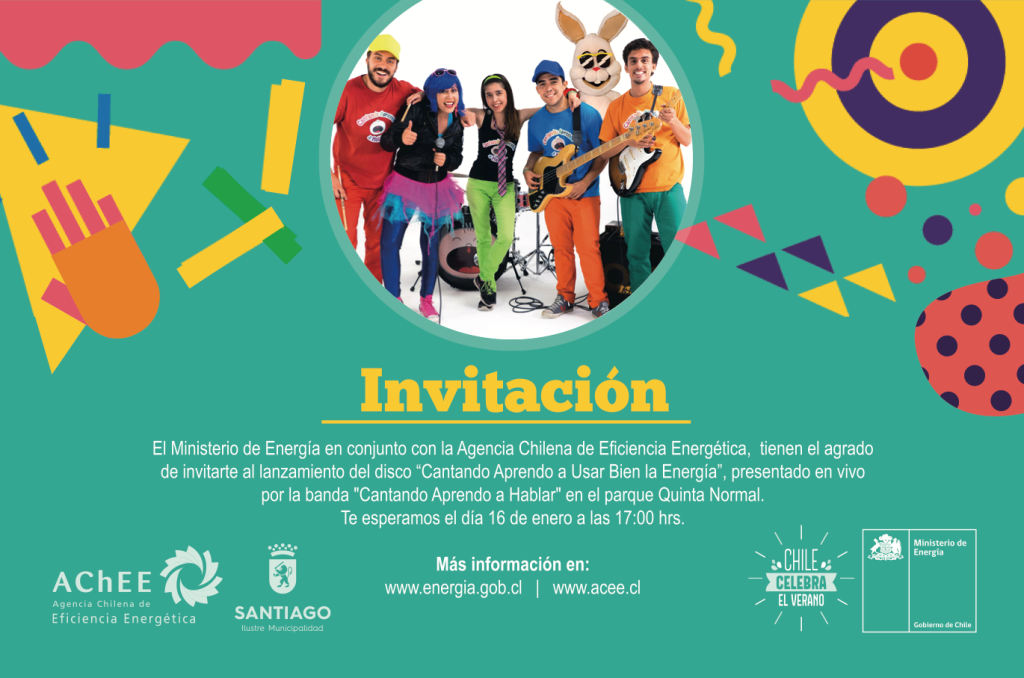 Invitación
El Ministerio de Energía en conjunto con la Agencia Chilena de Eficiencia Energética, tienen el agrado
de invitarte al lanzamiento del disco “Cantando Aprendo a Usar Bien la Energía”, presentado en vivo
por la banda "Cantando Aprendo a Hablar" en el parque Quinta Normal.
Te esperamos el día 16 de enero a las 17:00 hrs.
Más información en:
www.energia.gob.cl | www.acee.cl
AChEE
Agencia Chilena de
Eficiencia Energética
SANTIAGO
Ilustre Municipalidad
CHILE
CELEBRA
EL VERANO
Ministerio de
Energía
Gobierno de Chile